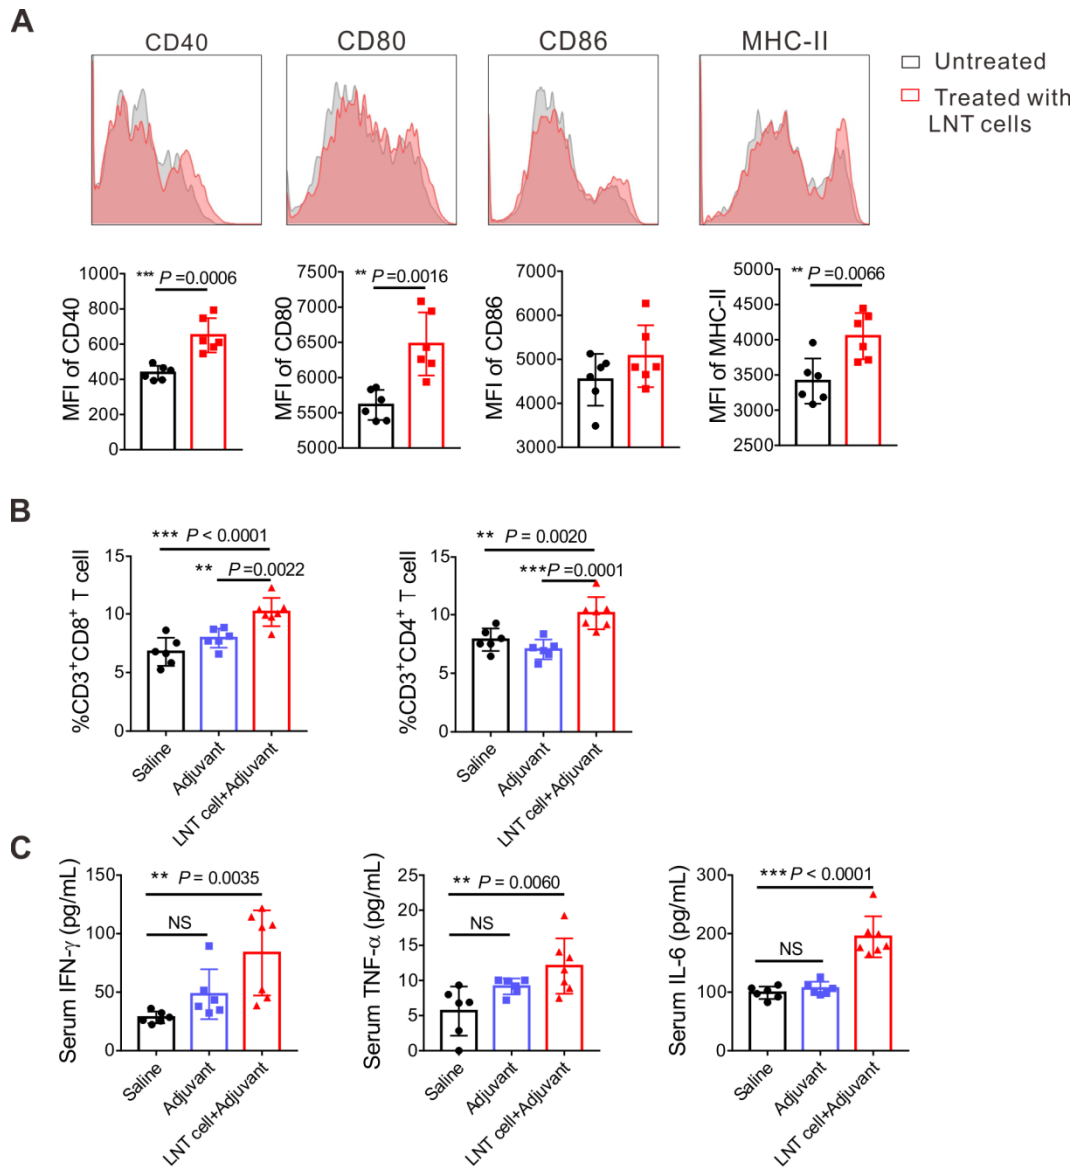 A
CD40
CD80
CD86
MHC-II
Untreated
Treated with
LNT cells
*** P =0.0006
MFI of CD40
1000
800
600
400
200
0
** P =0.0016
MFI of CD80
7500
7000
6500
6000
5500
5000
MFI of CD86
7000
6000
5000
4000
3000
** P =0.0066
MFI of MHC-II
5000
4500
4000
3500
3000
2500
B
*** P < 0.0001
** P =0.0022
%CD3+CD8+ T cell
15
10
5
0
Saline
Adjuvant
LNT cell+Adjuvant
** P = 0.0020
*** P =0.0001
%CD3+CD4+ T cell
15
10
5
0
Saline
Adjuvant
LNT cell+Adjuvant
C
** P = 0.0035
NS
Serum IFN-γ (pg/mL)
150
100
50
0
Saline
Adjuvant
LNT cell+Adjuvant
** P = 0.0060
NS
Serum TNF-α (pg/mL)
25
20
15
10
5
0
Saline
Adjuvant
LNT cell+Adjuvant
*** P < 0.0001
NS
Serum IL-6 (pg/mL)
300
200
100
0
Saline
Adjuvant
LNT cell+Adjuvant